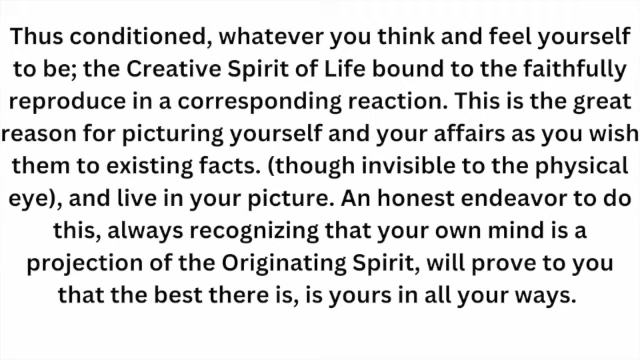 Thus conditioned, whatever you think and feel yourself
to be; the Creative Spirit of Life bound to the faithfully
reproduce in a corresponding reaction. This is the great
reason for picturing yourself and your affairs as you wish
them to existing facts. (though invisible to the physical
eye), and live in your picture. An honest endeavor to do
this, always recognizing that your own mind is a
projection of the Originating Spirit, will prove to you
that the best there is, is yours in all your ways.